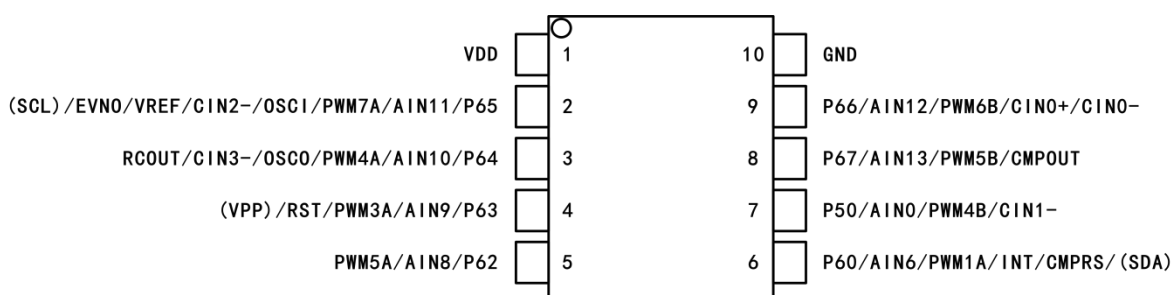 VDD 1 10 GND
(SCL)/EVNO/VREF/CIN2-/OSCI/PWM7A/AIN11/P65 2 9 P66/AIN12/PWM6B/CIN0+/CIN0-
RCOUT/CIN3-/OSCO/PWM4A/AIN10/P64 3 8 P67/AIN13/PWM5B/CMPOUT
(VPP)/RST/PWM3A/AIN9/P63 4 7 P50/AIN0/PWM4B/CIN1-
PWM5A/AIN8/P62 5 6 P60/AIN6/PWM1A/INT/CMPRS/(SDA)